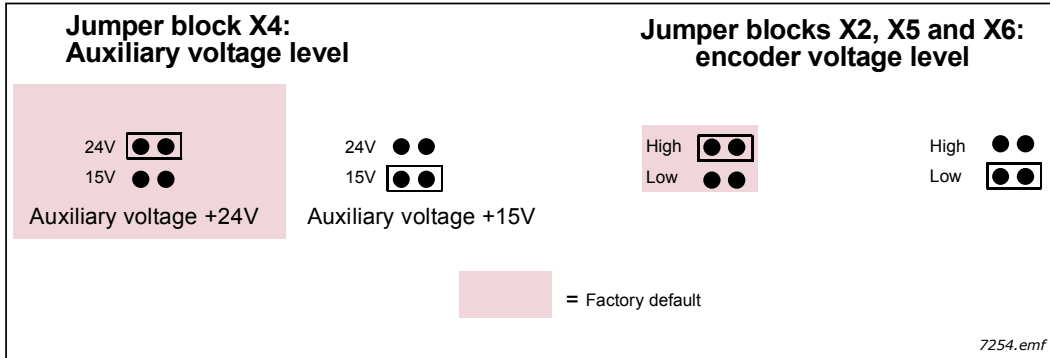 Jumper block X4:
Auxiliary voltage level
24V
15V
Auxiliary voltage +24V
24V
15V
Auxiliary voltage +15V
Jumper blocks X2, X5 and X6:
encoder voltage level
High
Low
High
Low
= Factory default
7254.emf